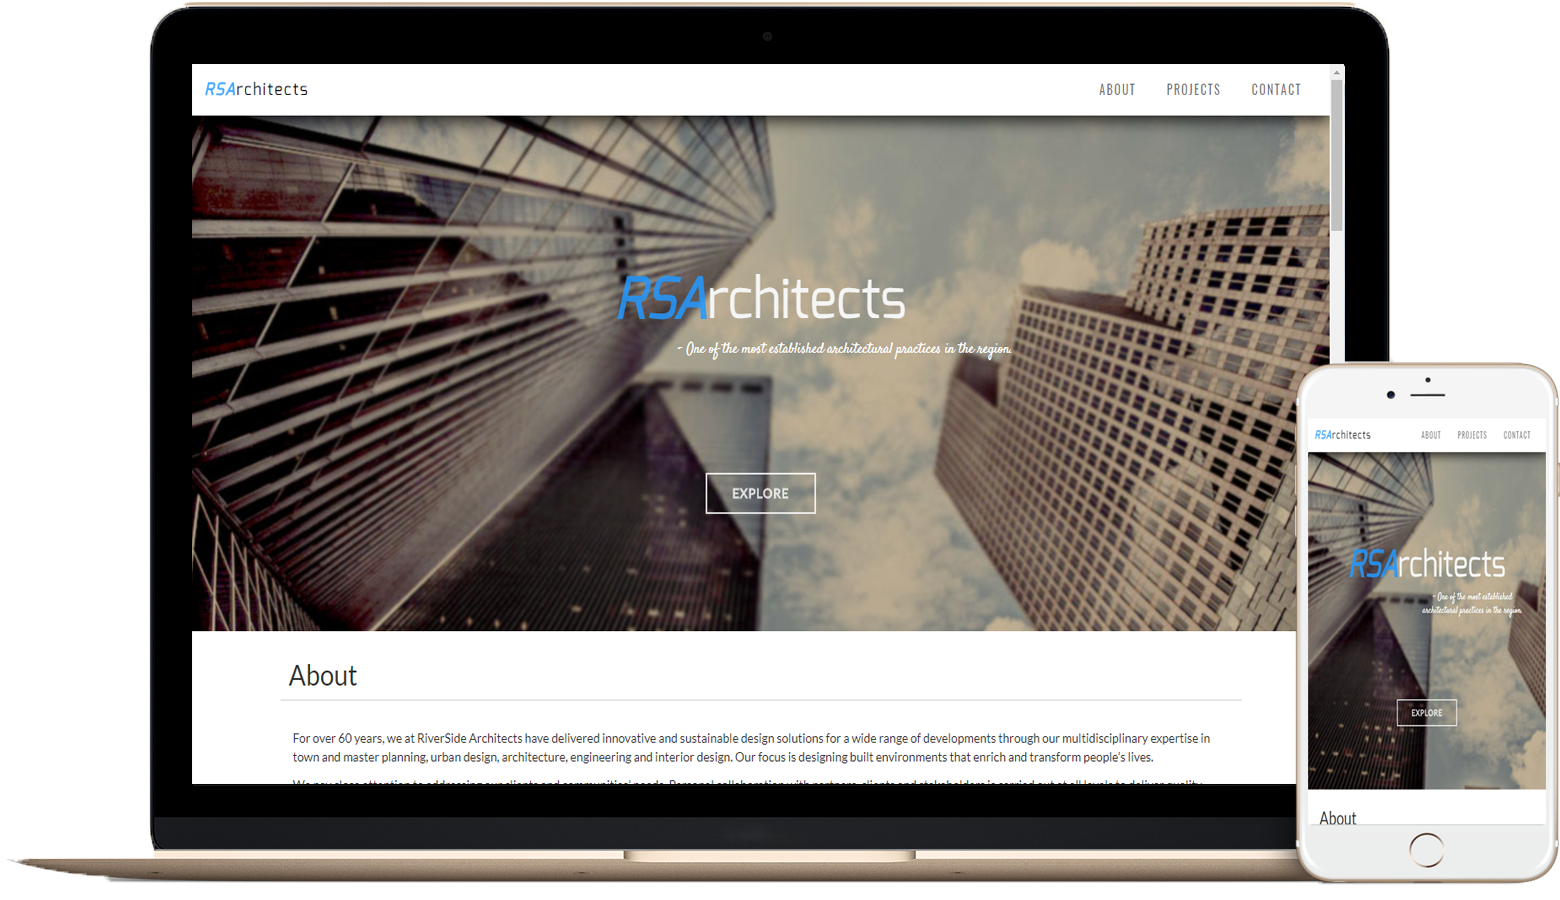 RSArchitects
ABOUT PROJECTS CONTACT
RSArchitects
~ One of the most established architectural practices in the region.
EXPLORE
About
For over 60 years, we at RiverSide Architects have delivered innovative and sustainable design solutions for a wide range of developments through our multidisciplinary expertise in
town and master planning, urban design, architecture, engineering and interior design. Our focus is designing built environments that enrich and transform people's lives.
RSArchitects
ABOUT PROJECTS CONTACT
RSArchitects
~ One of the most established
architectural practices in the region.
EXPLORE
About